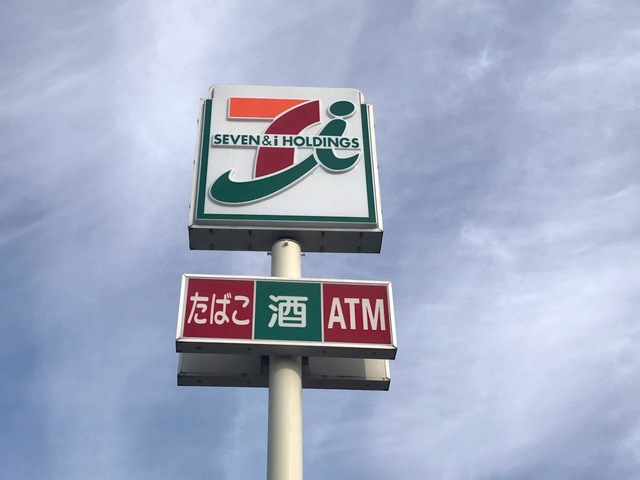 SEVEN & i HOLDINGS
たばこ 酒 ATM